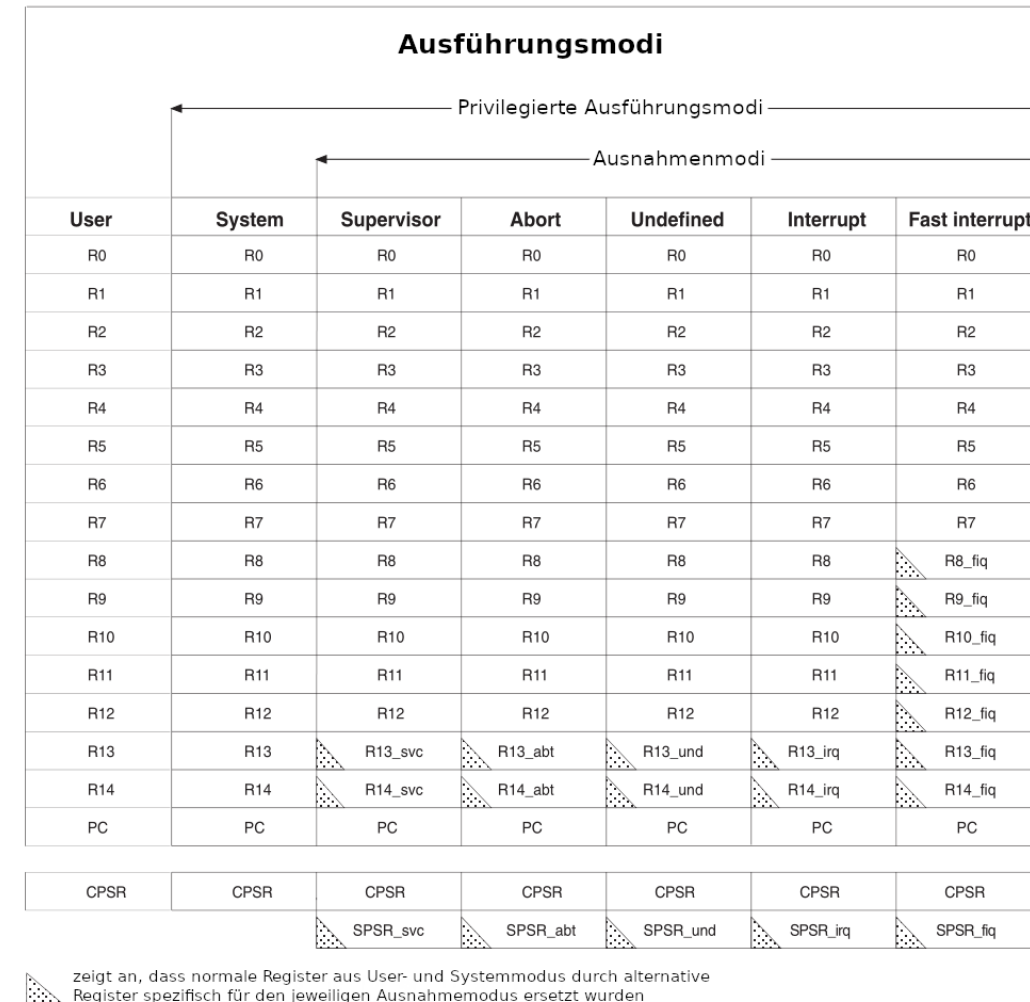 Ausführungsmodi
Privilegierte Ausführungsmodi
Ausnahmenmodi
User System Supervisor Abort Undefined Interrupt Fast interrupt
R0 R0 R0 R0 R0 R0 R0
R1 R1 R1 R1 R1 R1 R1
R2 R2 R2 R2 R2 R2 R2
R3 R3 R3 R3 R3 R3 R3
R4 R4 R4 R4 R4 R4 R4
R5 R5 R5 R5 R5 R5 R5
R6 R6 R6 R6 R6 R6 R6
R7 R7 R7 R7 R7 R7 R7
R8 R8 R8 R8 R8 R8 R8_fiq
R9 R9 R9 R9 R9 R9 R9_fiq
R10 R10 R10 R10 R10 R10 R10_fiq
R11 R11 R11 R11 R11 R11 R11_fiq
R12 R12 R12 R12 R12 R12 R12_fiq
R13 R13 R13_svc R13_abt R13_und R13_irq R13_fiq
R14 R14 R14_svc R14_abt R14_und R14_irq R14_fiq
PC PC PC PC PC PC PC
CPSR CPSR CPSR CPSR CPSR CPSR CPSR
SPSR_svc SPSR_abt SPSR_und SPSR_irq SPSR_fiq
zeigt an, dass normale Register aus User- und Systemmodus durch alternative
Register spezifisch für den jeweiligen Ausnahmemodus ersetzt wurden